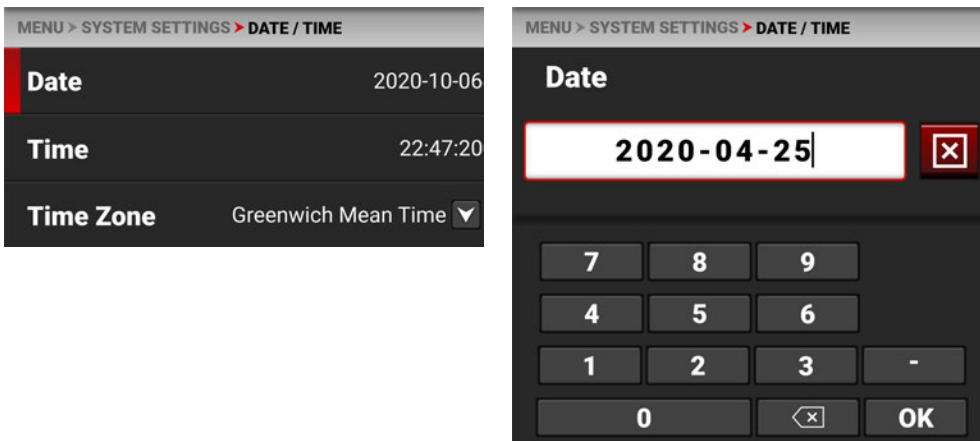 MENU > SYSTEM SETTINGS > DATE / TIME
Date 2020-10-06
Time 22:47:20
Time Zone Greenwich Mean Time
MENU > SYSTEM SETTINGS > DATE / TIME
Date
2020-04-25
7 8 9
4 5 6
1 2 3 -
0 OK